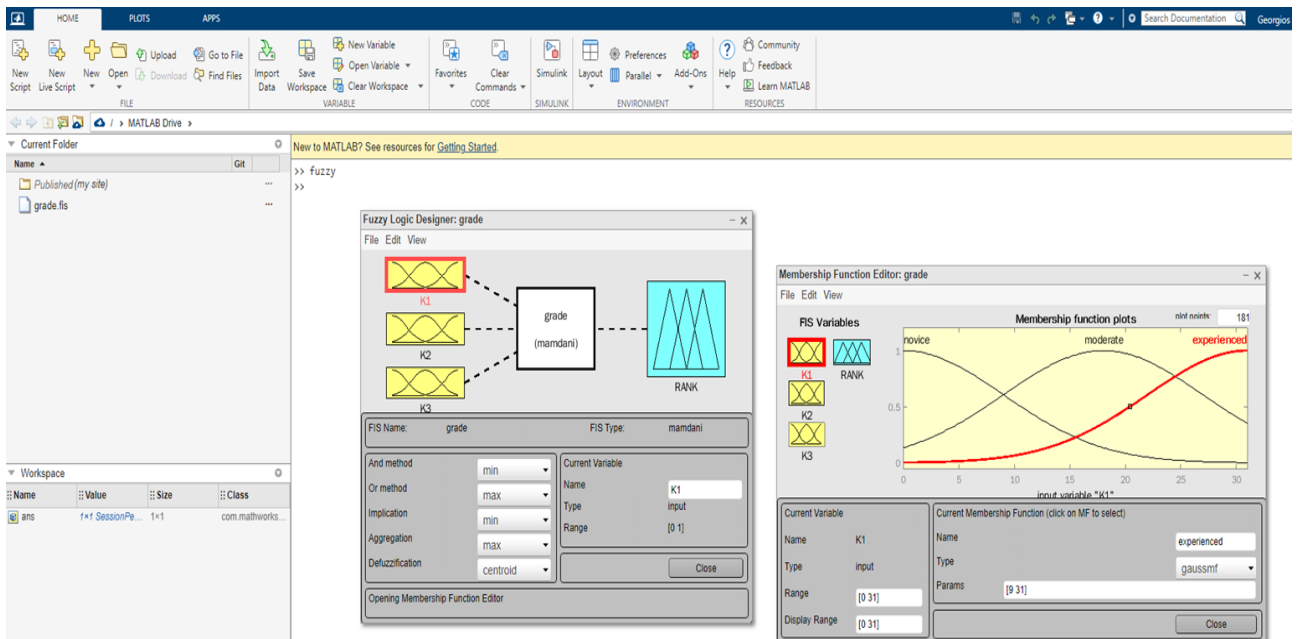 HOME PLOTS APPS
Search Documentation Georgios
New Script
New Live Script
New
Open
Upload
Download
Go to File
Find Files
FILE
Import Data
Save Workspace
New Variable
Open Variable
Clear Workspace
VARIABLE
Favorites
Clear Commands
CODE
Simulink
SIMULINK
Layout
Preferences
Parallel
Add-Ons
ENVIRONMENT
Help
Community
Feedback
Learn MATLAB
RESOURCES
/ > MATLAB Drive >
Current Folder
Name Git
Published (my site) ...
grade.fis ...
Workspace
Name Value Size Class
ans 1×1 SessionPe... 1×1 com.mathworks...
New to MATLAB? See resources for Getting Started.
>> fuzzy
>>
Fuzzy Logic Designer: grade
File Edit View
K1
K2
K3
grade
(mamdani)
RANK
FIS Name: grade FIS Type: mamdani
And method min
Or method max
Implication min
Aggregation max
Defuzzification centroid
Current Variable
Name K1
Type input
Range [0 1]
Close
Opening Membership Function Editor
Membership Function Editor: grade
File Edit View
FIS Variables
K1
RANK
K2
K3
Membership function plots plot points: 181
novice moderate experienced
1
0.5
0
0 5 10 15 20 25 30
input variable "K1"
Current Variable
Name K1
Type input
Range [0 31]
Display Range [0 31]
Current Membership Function (click on MF to select)
Name experienced
Type gaussmf
Params [9 31]
Close